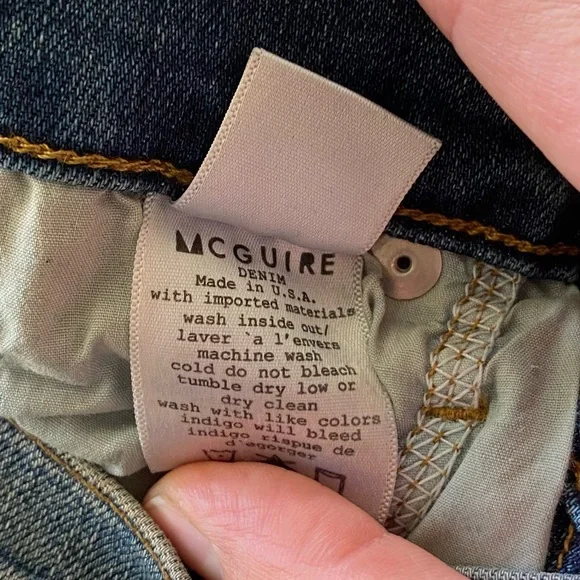 MCGUIRE
DENIM
Made in U.S.A.
with imported materials
wash inside out/
laver `a l'envers
machine wash
cold do not bleach
tumble dry low or
dry clean
wash with like colors
indigo will bleed
indigo rispue de
d'egorger